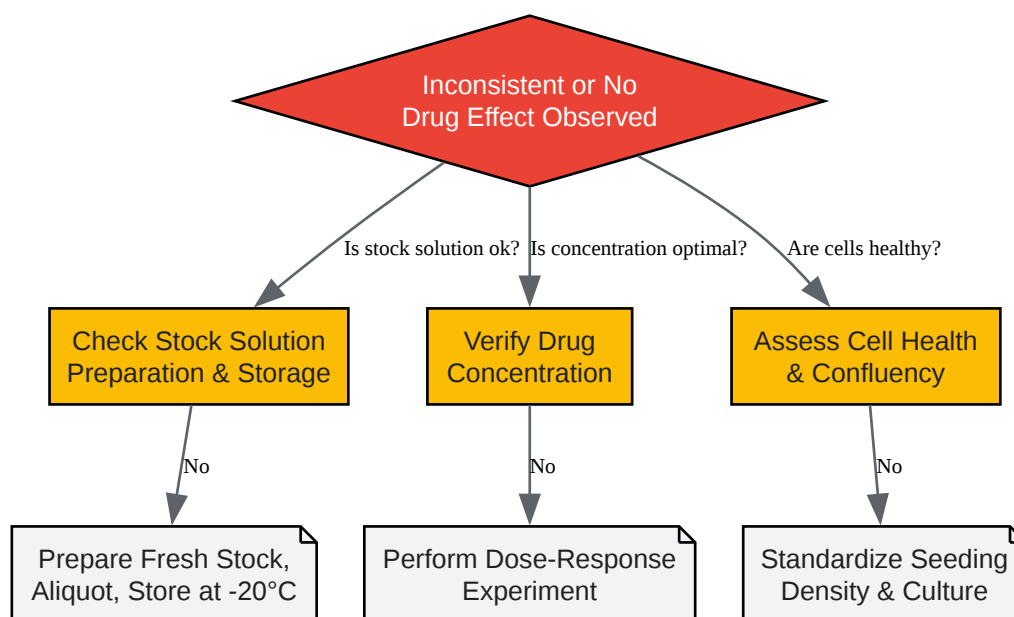 Inconsistent or No
Drug Effect Observed
Is stock solution ok?
Is concentration optimal?
Are cells healthy?
Check Stock Solution
Preparation & Storage
Verify Drug
Concentration
Assess Cell Health
& Confluency
No
No
No
Prepare Fresh Stock,
Aliquot, Store at -20°C
Perform Dose-Response
Experiment
Standardize Seeding
Density & Culture